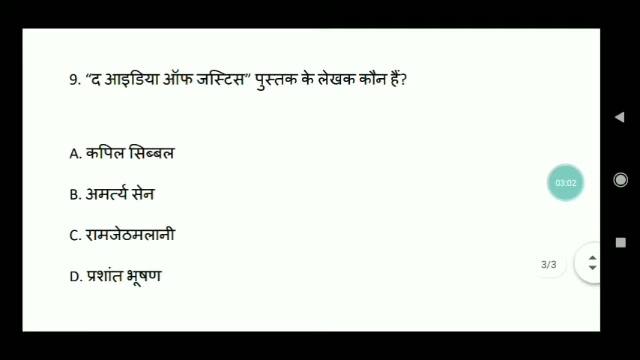 9. “द आइडिया ऑफ जस्टिस” पुस्तक के लेखक कौन हैं?
A. कपिल सिब्बल
B. अमर्त्य सेन
C. रामजेठमलानी
D. प्रशांत भूषण
03:02
3/3